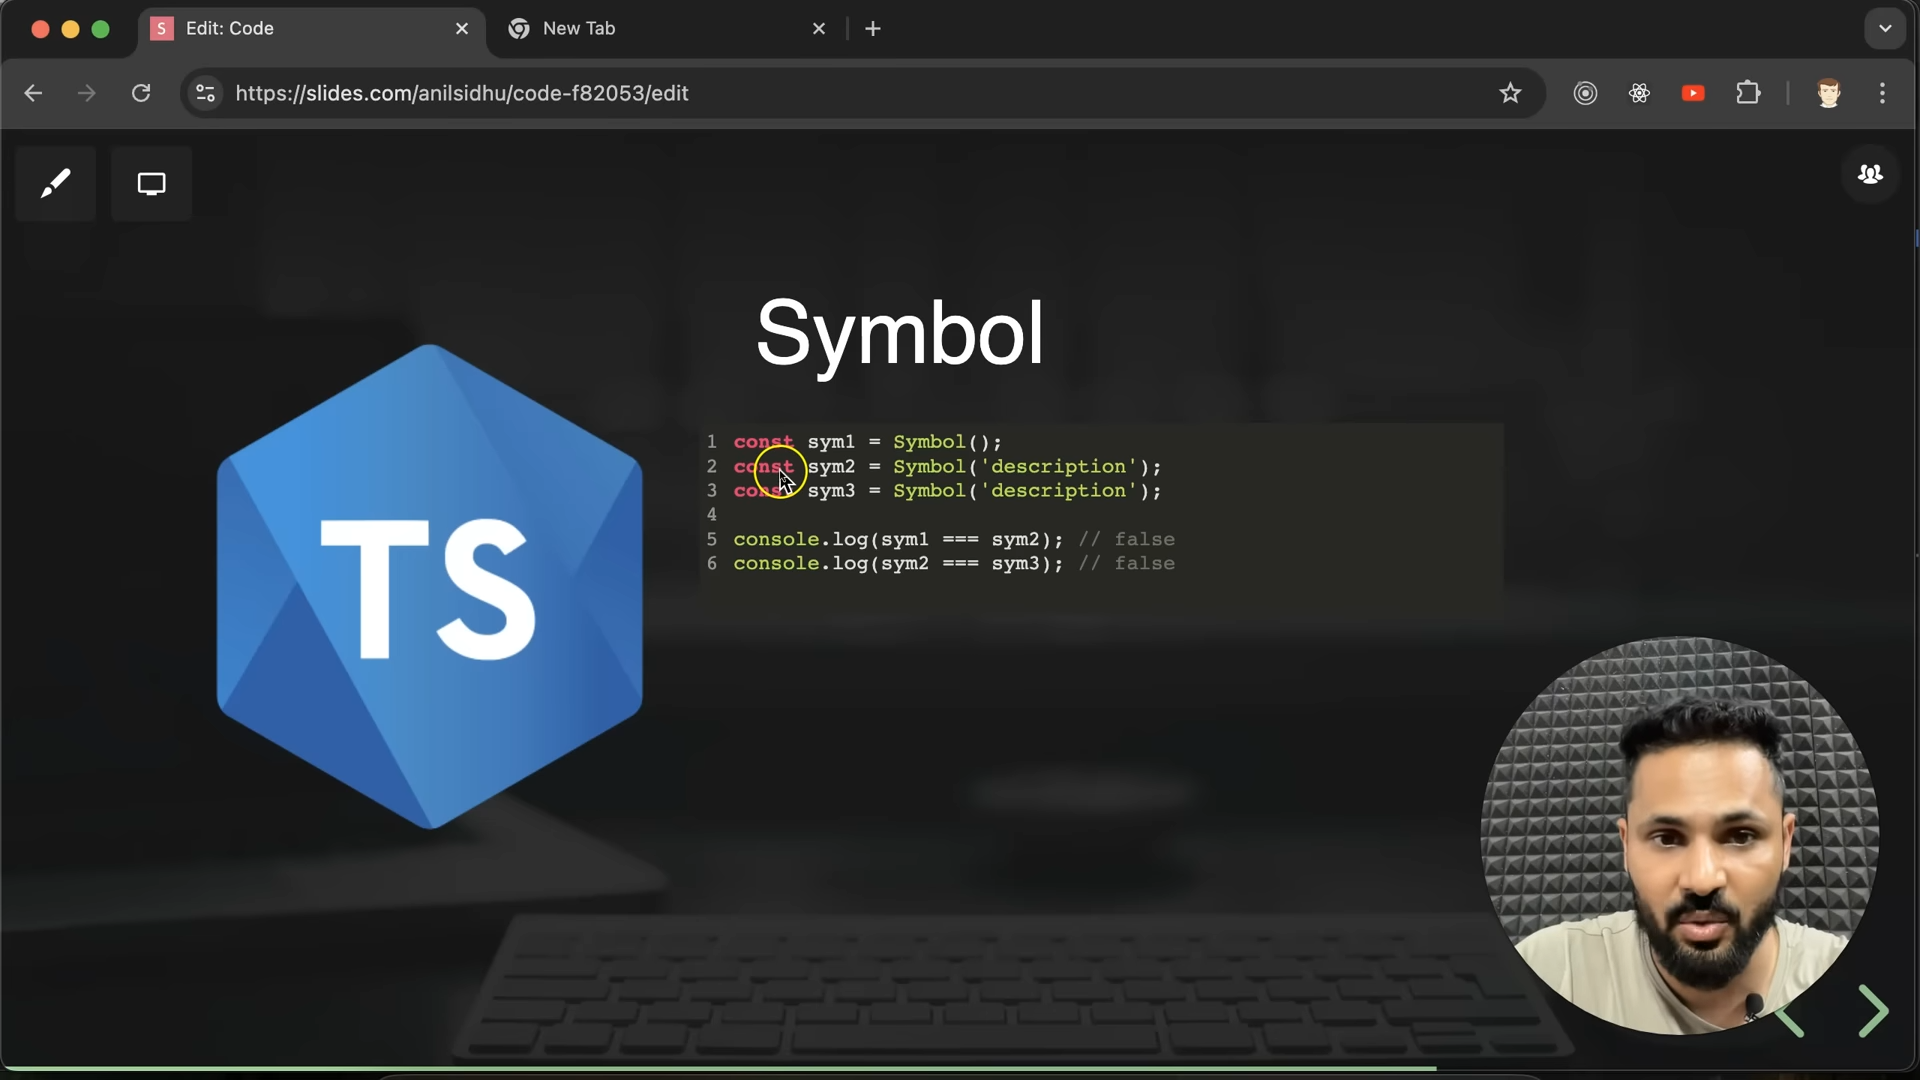 S Edit: Code
New Tab
https://slides.com/anilsidhu/code-f82053/edit
Symbol
TS
1 const sym1 = Symbol();
2 const sym2 = Symbol('description');
3 const sym3 = Symbol('description');
4
5 console.log(sym1 === sym2); // false
6 console.log(sym2 === sym3); // false